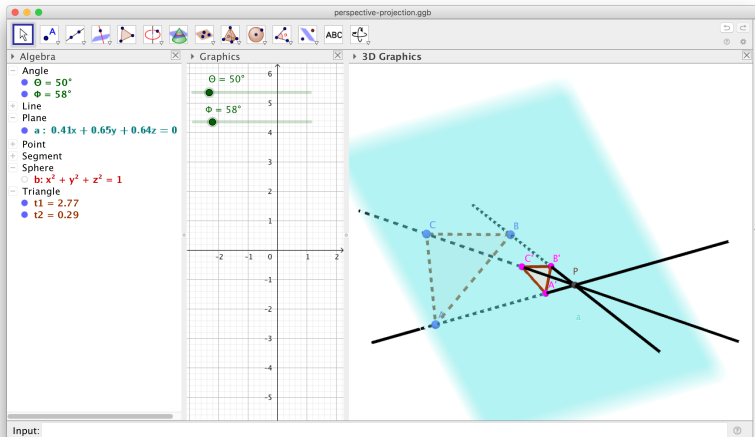 perspective-projection.ggb
A
ABC
Algebra
Graphics
3D Graphics
Angle
Θ = 50°
Φ = 58°
Line
Plane
a : 0.41x + 0.65y + 0.64z = 0
Point
Segment
Sphere
b: x² + y² + z² = 1
Triangle
t1 = 2.77
t2 = 0.29
Θ = 50°
Φ = 58°
6
5
4
3
2
1
-2
-1
0
1
2
0
-1
-2
-3
-4
-5
C
B
C'
B'
P
A'
a
Input: